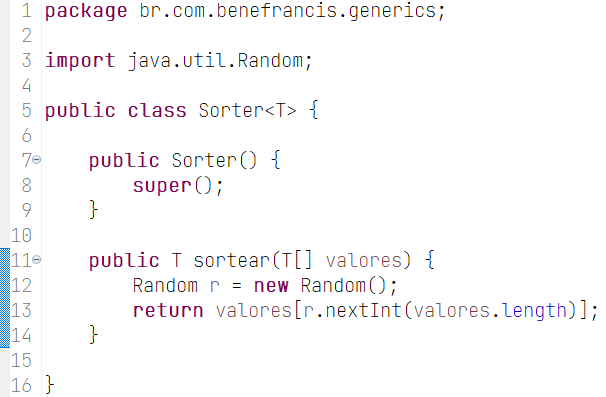 1 package br.com.benefrancis.generics;
2
3 import java.util.Random;
4
5 public class Sorter<T> {
6
7     public Sorter() {
8         super();
9     }
10
11     public T sortear(T[] valores) {
12         Random r = new Random();
13         return valores[r.nextInt(valores.length)];
14     }
15
16 }